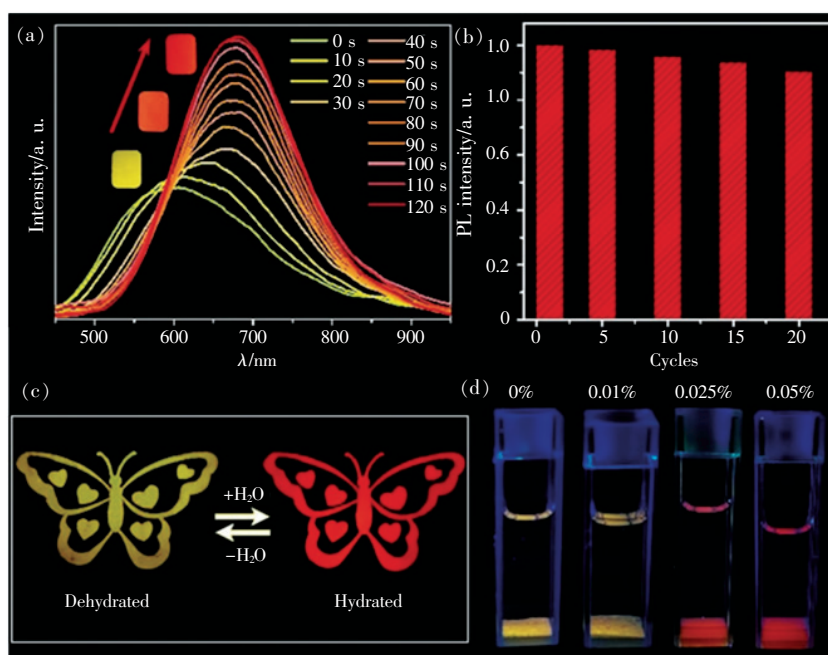 (a)
Intensity/a. u.
0 s
10 s
20 s
30 s
40 s
50 s
60 s
70 s
80 s
90 s
100 s
110 s
120 s
500 600 700 800 900
λ/nm
(b)
PL intensity/a. u.
1.0
1.0
0.6
0.4
0.2
0
0 5 10 15 20
Cycles
(c)
+H₂O
−H₂O
Dehydrated
Hydrated
(d)
0% 0.01% 0.025% 0.05%